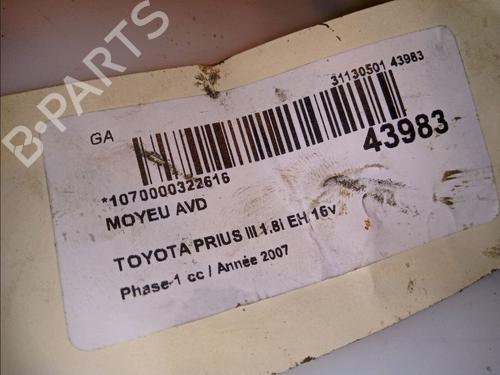 B-PARTS
GA
31130501 43983
43983
*1070000322616
MOYEU AVD
TOYOTA PRIUS III 1.8i EH 16v
Phase-1 cc / Année 2007